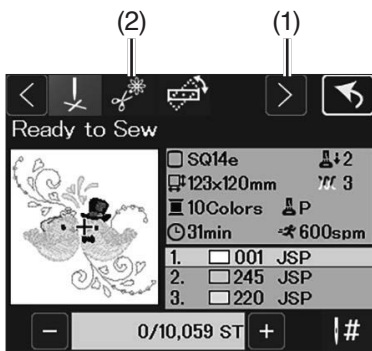 (2) (1)
Ready to Sew
SQ14e 2
123x120mm 3
10Colors P
31min 600spm
1. 001 JSP
2. 245 JSP
3. 220 JSP
− 0/10,059 ST + #